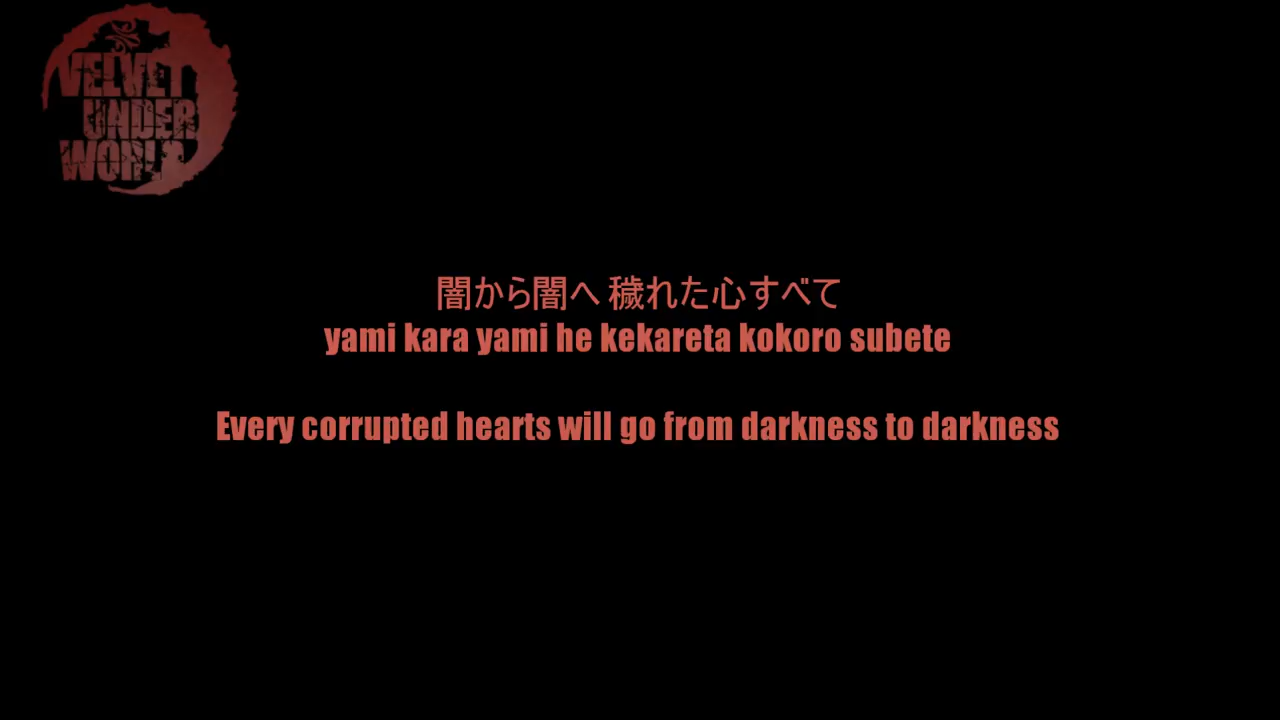 VELVET
UNDER
WORLD
闇から闇へ 穢れた心すべて
yami kara yami he kekareta kokoro subete
Every corrupted hearts will go from darkness to darkness